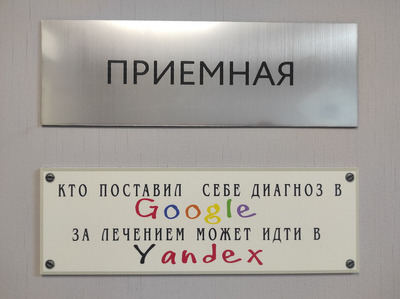 ПРИЕМНАЯ
КТО ПОСТАВИЛ СЕБЕ ДИАГНОЗ В
Google
ЗА ЛЕЧЕНИЕМ МОЖЕТ ИДТИ В
Yandex